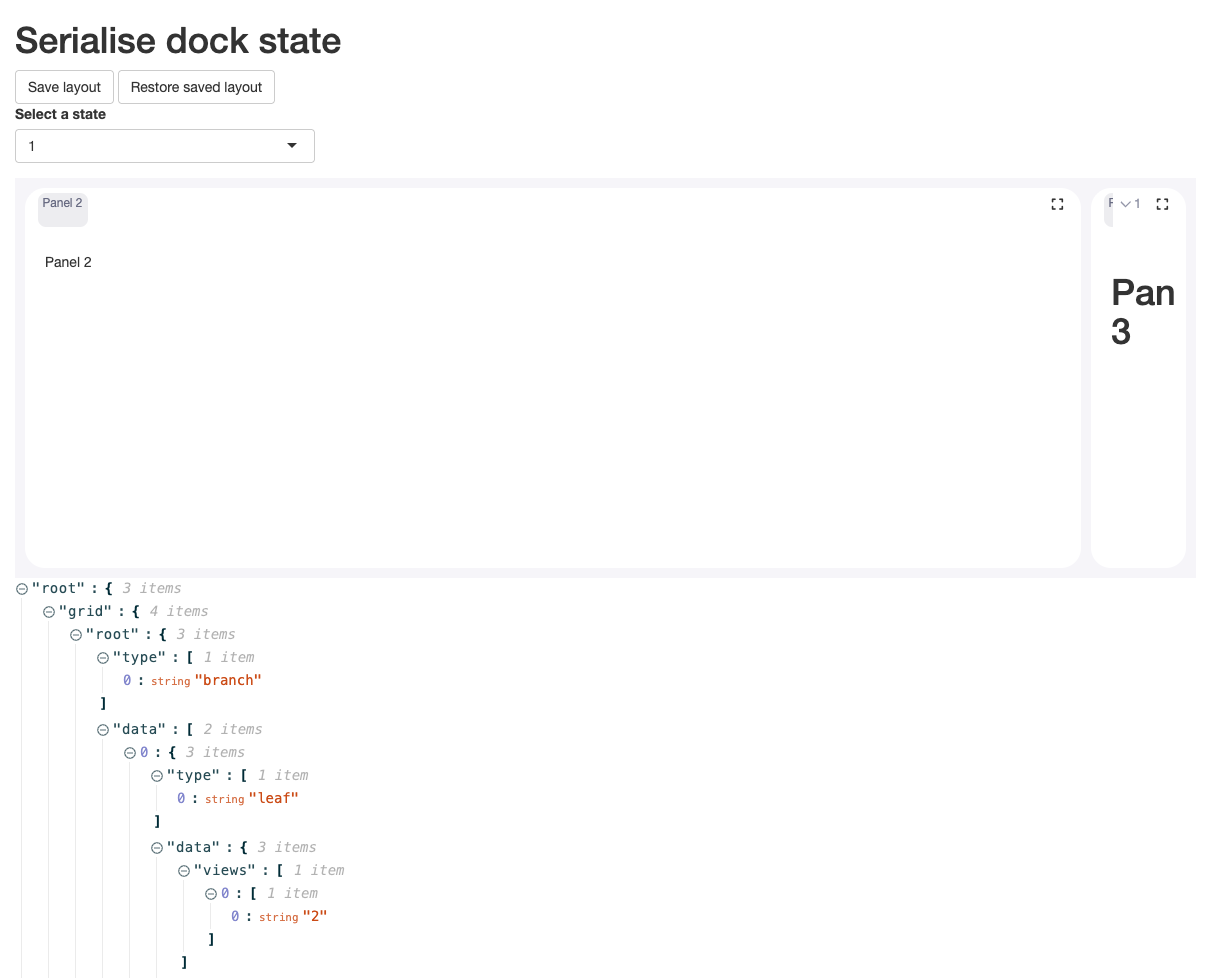 Serialise dock state
Save layout Restore saved layout
Select a state
1
Panel 2
1
Panel 2
Pan
3
"root" : { 3 items
"grid" : { 4 items
"root" : { 3 items
"type" : [ 1 item
0 : string "branch"
]
"data" : [ 2 items
0 : { 3 items
"type" : [ 1 item
0 : string "leaf"
]
"data" : { 3 items
"views" : [ 1 item
0 : [ 1 item
0 : string "2"
]
]